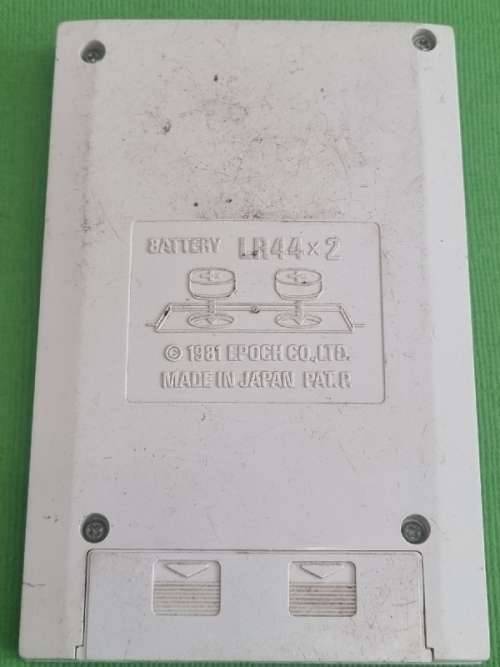 BATTERY LR44×2
© 1981 EPOCH CO.,LTD.
MADE IN JAPAN PAT. P.